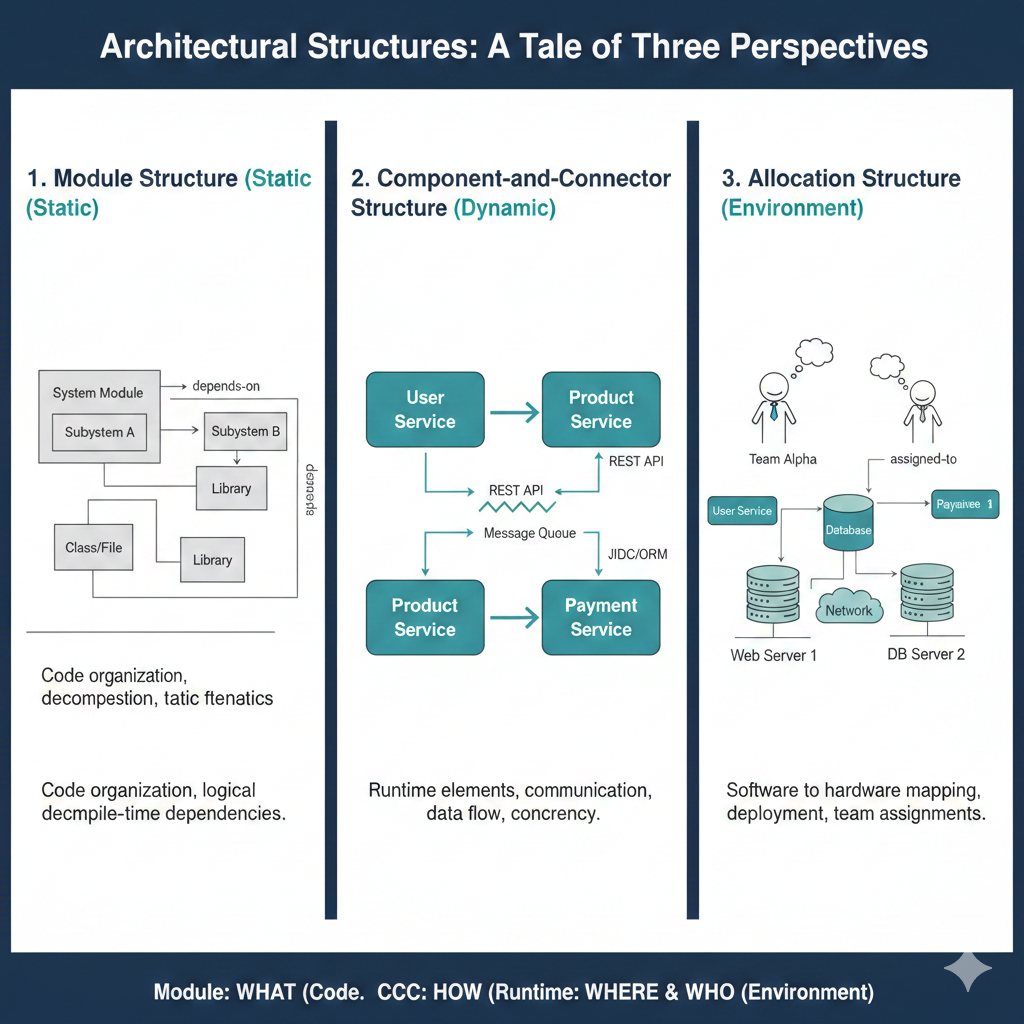 Architectural Structures: A Tale of Three Perspectives
1. Module Structure (Static
(Static)
System Module
depends-on
Subystem A
Subystem B
Library
Class/File
Library
Code organization,
decompestion, tatic ftenatics
Code organization, logical
decmpile-time dependencies.
2. Component-and-Connector
Structure (Dynamic)
User
Service
Product
Service
REST API
REST API
Message Quoue
JIDC/ORM
Product
Service
Payment
Service
Runtime elements, communication,
data flow, concrency.
3. Allocation Structure
(Environment)
Team Alpha
assigned-to
User Service
Database
Network
Web Server 1
DB Server 2
Software to hardware mapping,
deployment, team assignments.
Module: WHAT (Code. CCC: HOW (Runtime: WHERE & WHO (Environment)